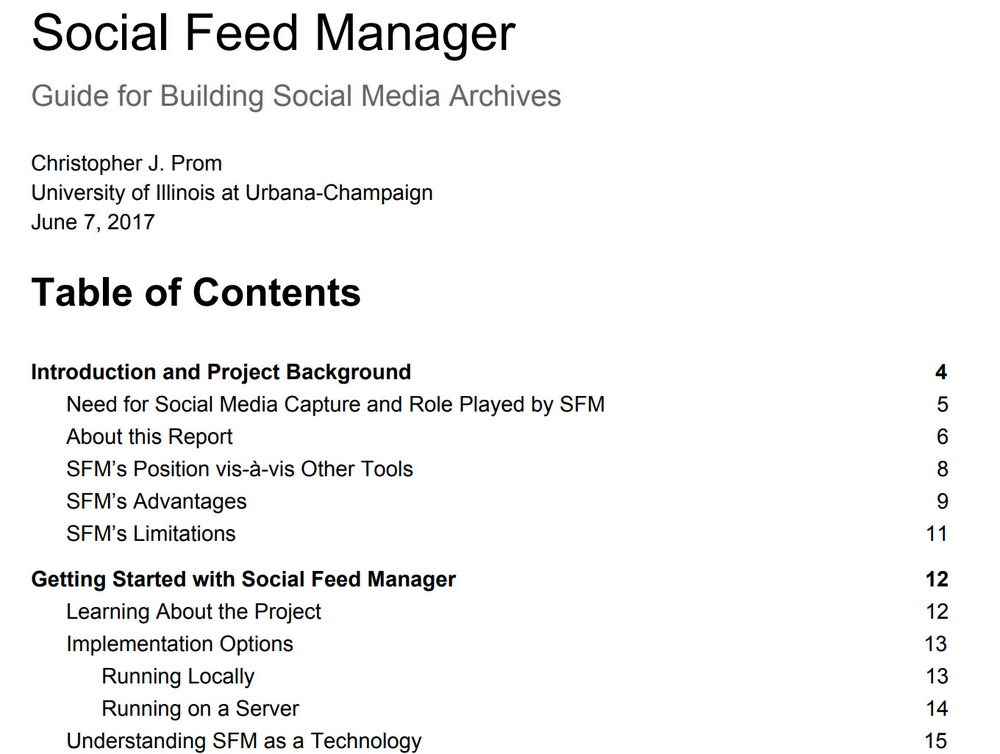 Social Feed Manager
Guide for Building Social Media Archives
Christopher J. Prom
University of Illinois at Urbana-Champaign
June 7, 2017
Table of Contents
Introduction and Project Background 4
Need for Social Media Capture and Role Played by SFM 5
About this Report 6
SFM’s Position vis-à-vis Other Tools 8
SFM’s Advantages 9
SFM’s Limitations 11
Getting Started with Social Feed Manager 12
Learning About the Project 12
Implementation Options 13
Running Locally 13
Running on a Server 14
Understanding SFM as a Technology 15